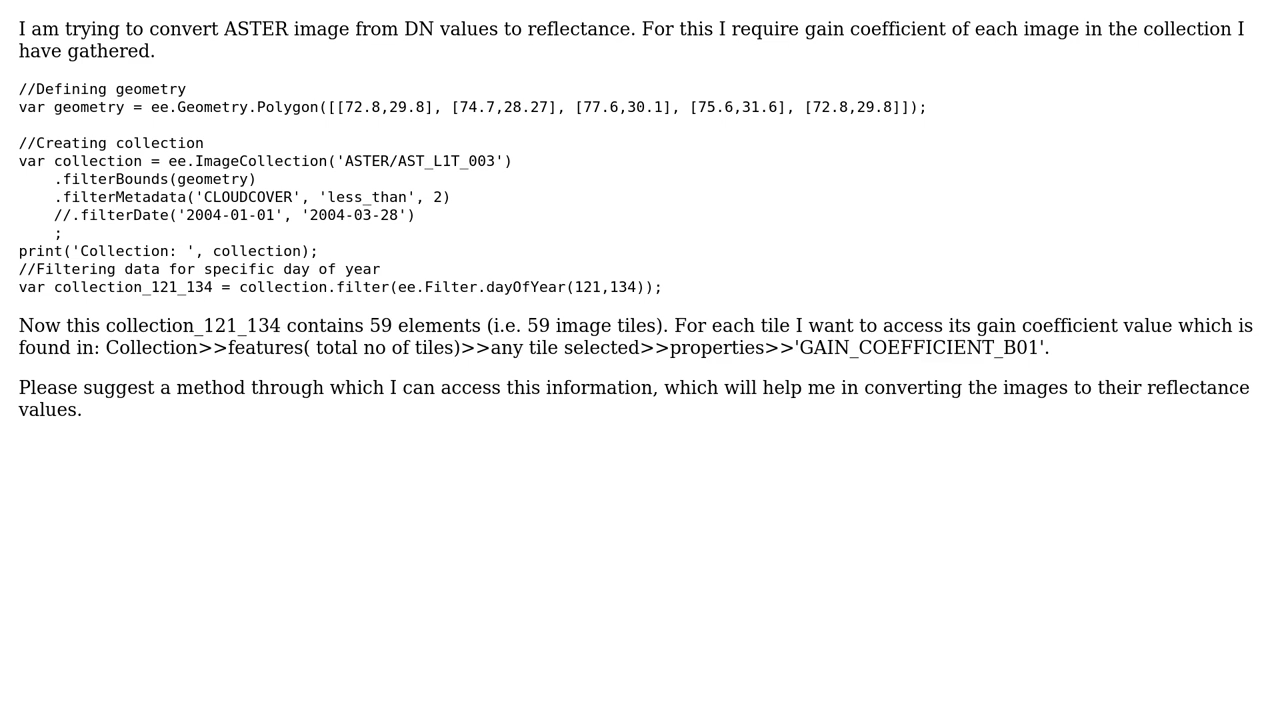 I am trying to convert ASTER image from DN values to reflectance. For this I require gain coefficient of each image in the collection I
have gathered.
//Defining geometry
var geometry = ee.Geometry.Polygon([[72.8,29.8], [74.7,28.27], [77.6,30.1], [75.6,31.6], [72.8,29.8]]);
//Creating collection
var collection = ee.ImageCollection('ASTER/AST_L1T_003')
    .filterBounds(geometry)
    .filterMetadata('CLOUDCOVER', 'less_than', 2)
    //.filterDate('2004-01-01', '2004-03-28')
    ;
print('Collection: ', collection);
//Filtering data for specific day of year
var collection_121_134 = collection.filter(ee.Filter.dayOfYear(121,134));
Now this collection_121_134 contains 59 elements (i.e. 59 image tiles). For each tile I want to access its gain coefficient value which is
found in: Collection>>features( total no of tiles)>>any tile selected>>properties>>'GAIN_COEFFICIENT_B01'.
Please suggest a method through which I can access this information, which will help me in converting the images to their reflectance
values.